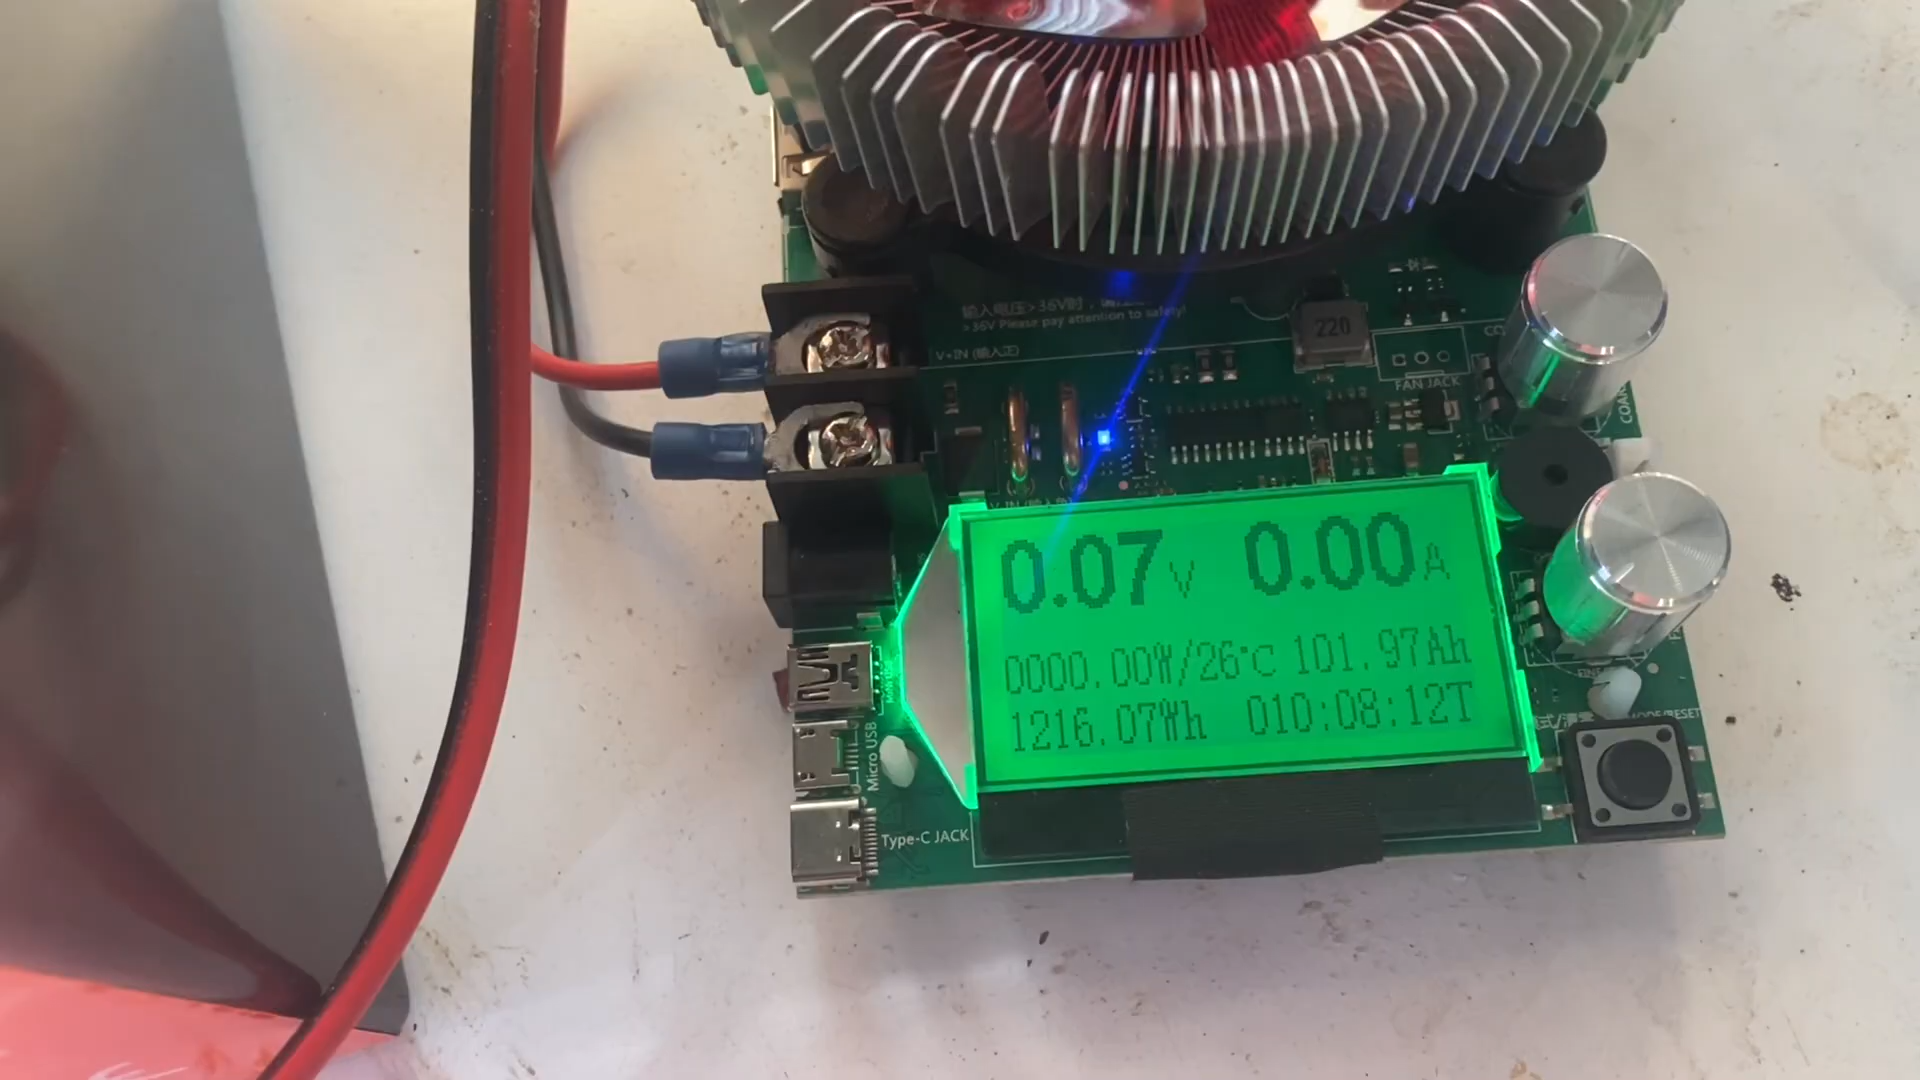 220
输入电压>36V时,
>36V Please pay attention to safety!
V+IN (输入正)
FAN JACK
0.07V 0.00A
0000.00W/26℃ 101.97Ah
1216.07Wh 010:08:12T
Micro USB
Type-C JACK
MODE/RESET